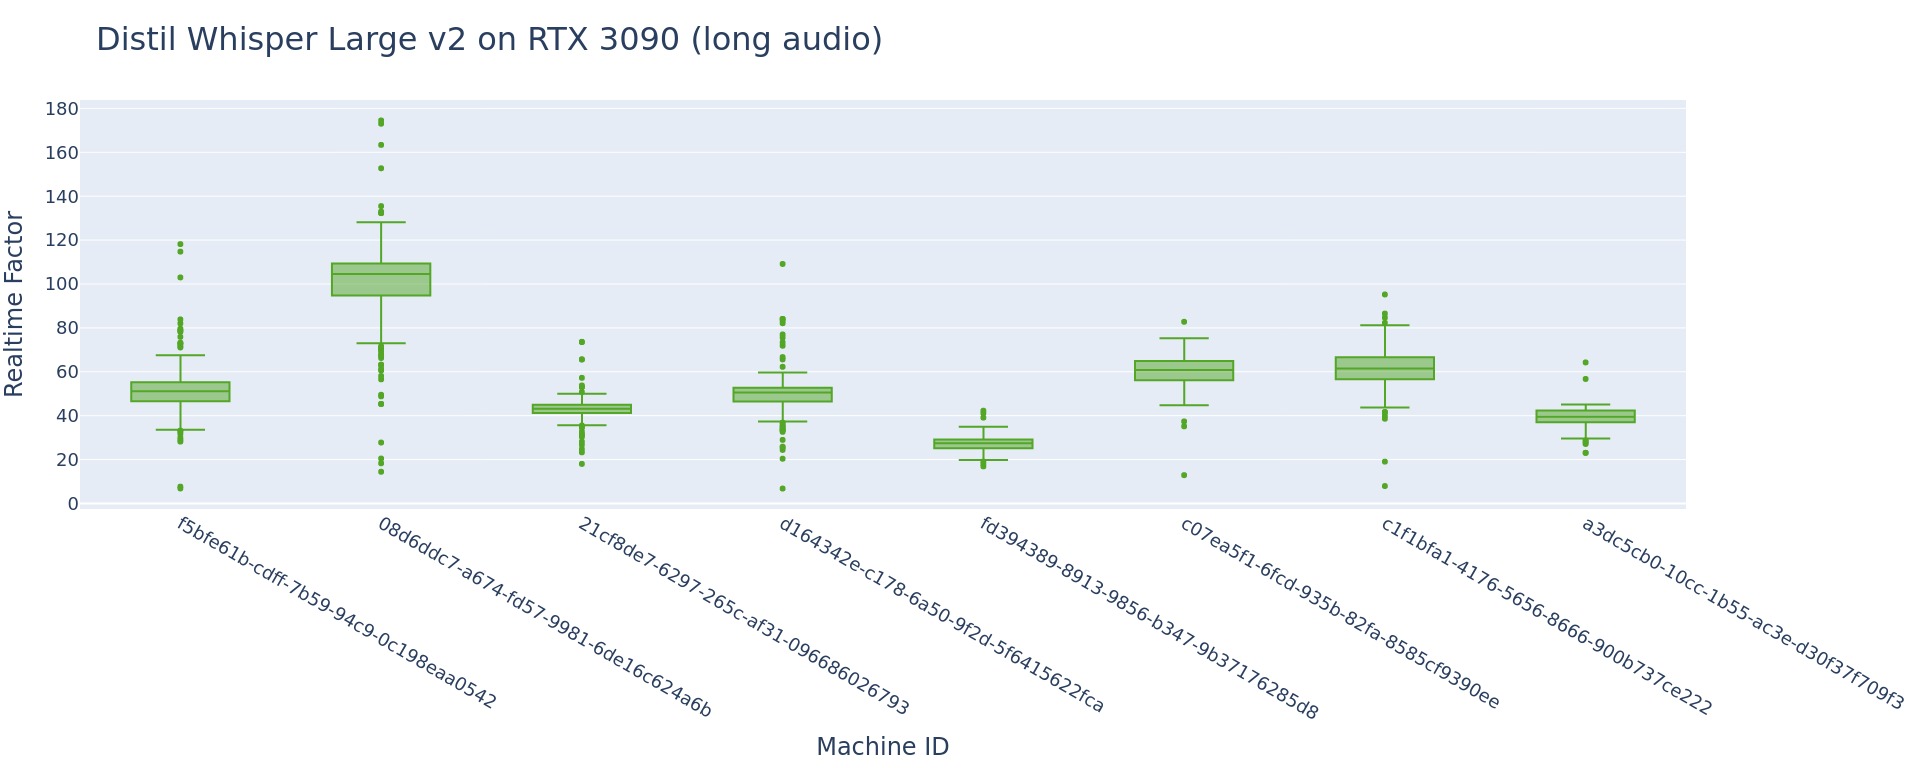 Distil Whisper Large v2 on RTX 3090 (long audio)
180
160
140
120
100
80
60
40
20
0
Realtime Factor
f5bfe61b-cdff-7b59-94c9-0c198eaa0542
08d6ddc7-a674-fd57-9981-6de16c624a6b
21cf8de7-6297-265c-af31-096686026793
d164342e-c178-6a50-9f2d-5f6415622fca
fd394389-8913-9856-b347-9b37176285d8
c07ea5f1-6fcd-935b-82fa-8585cf9390ee
c1f1bfa1-4176-5656-8666-900b737ce222
a3dc5cb0-10cc-1b55-ac3e-d30f37f709f3
Machine ID